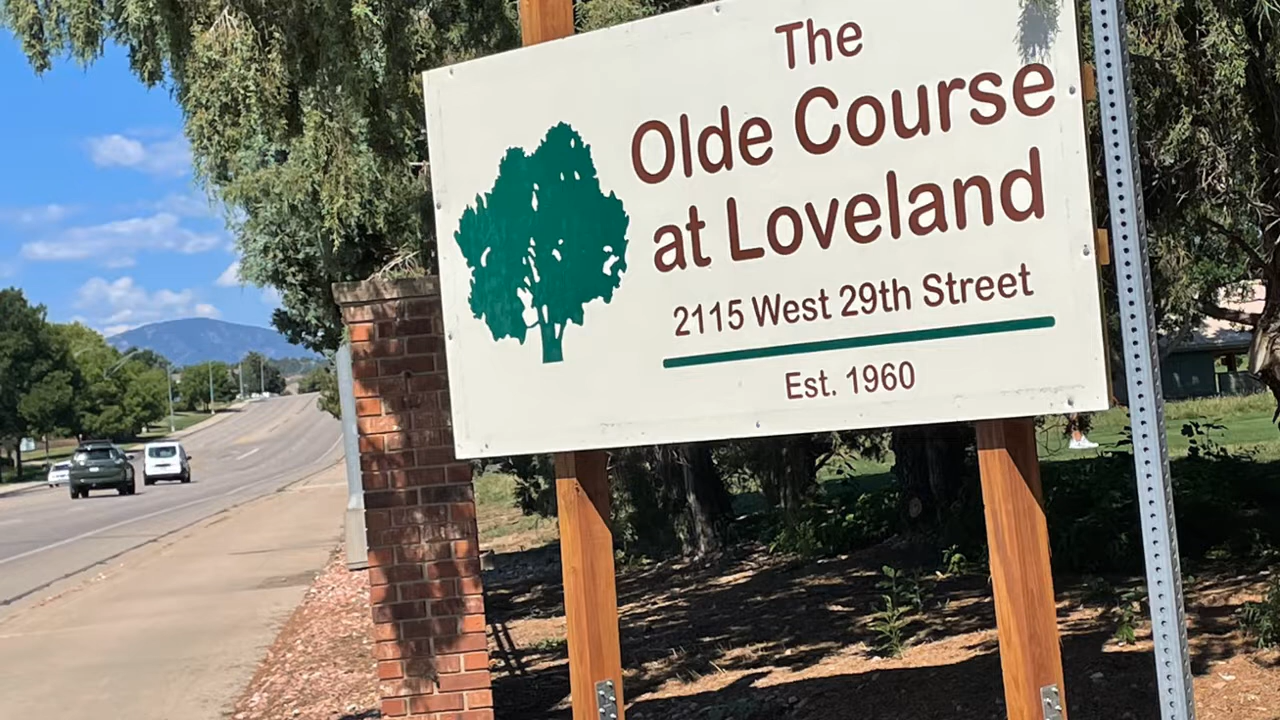 The
Olde Course
at Loveland
2115 West 29th Street
Est. 1960